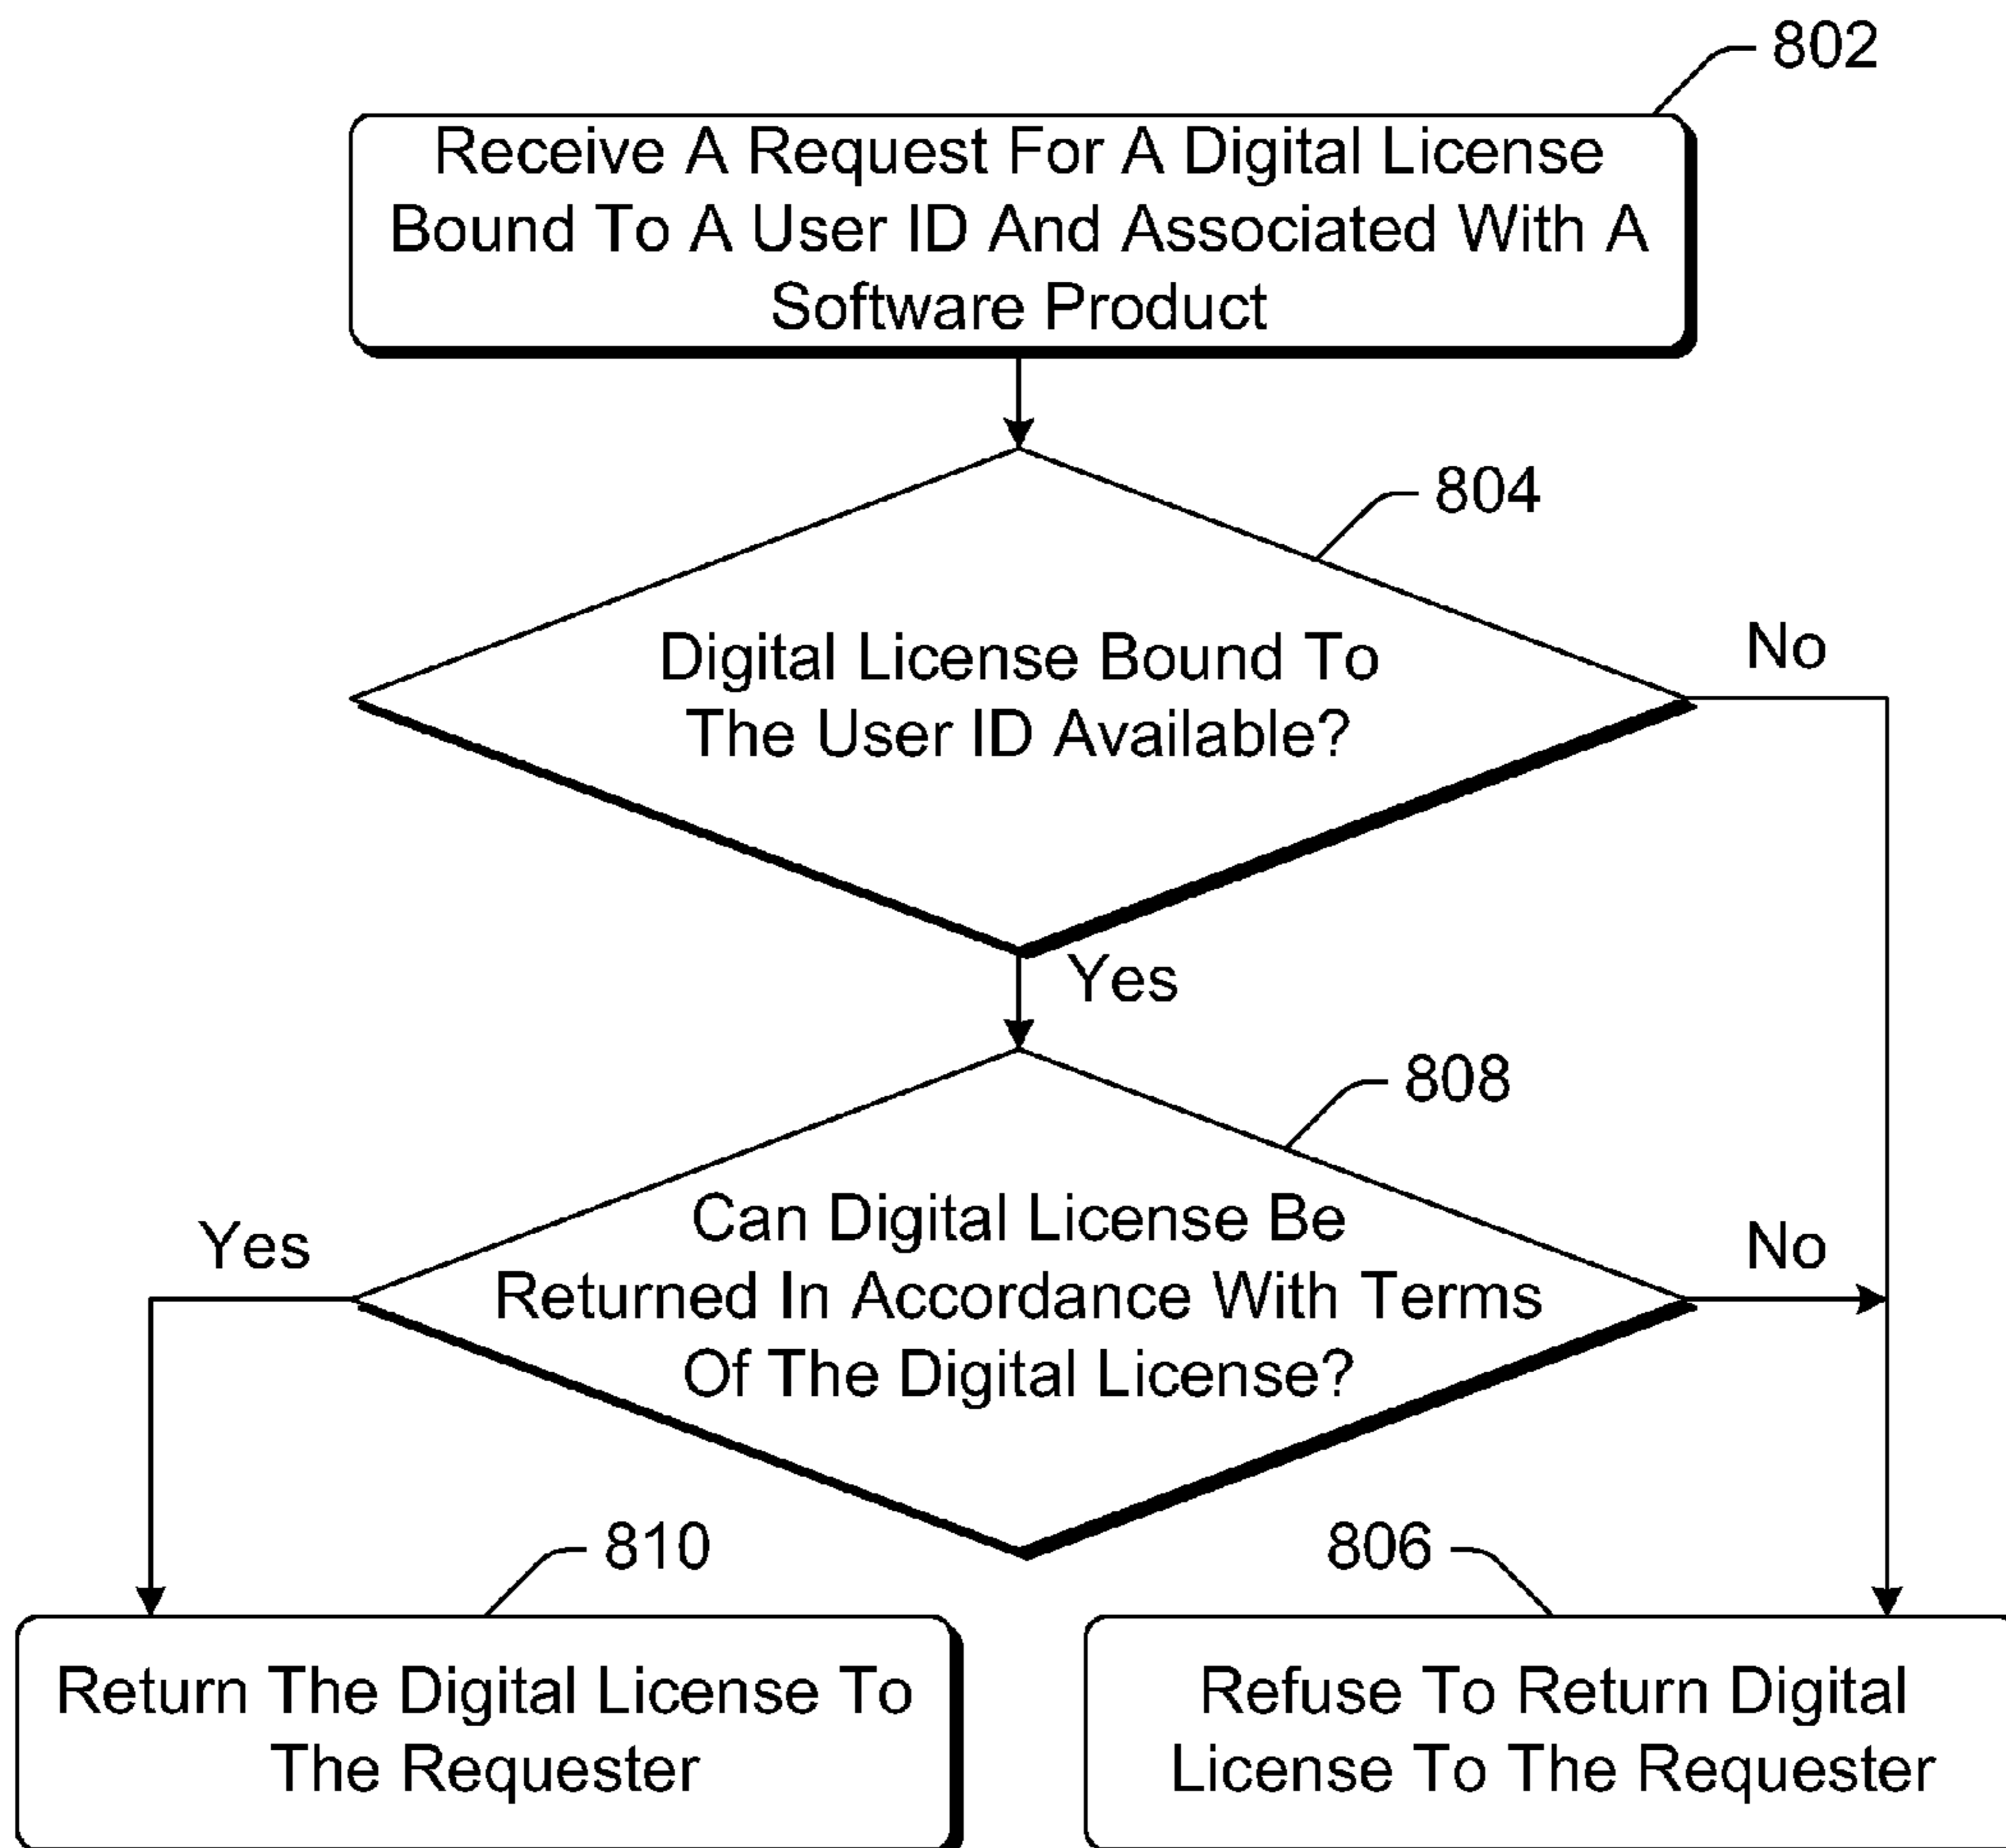 802
Receive A Request For A Digital License
Bound To A User ID And Associated With A
Software Product
804
Digital License Bound To
The User ID Available?
No
Yes
808
Can Digital License Be
Returned In Accordance With Terms
Of The Digital License?
Yes
No
810
Return The Digital License To
The Requester
806
Refuse To Return Digital
License To The Requester